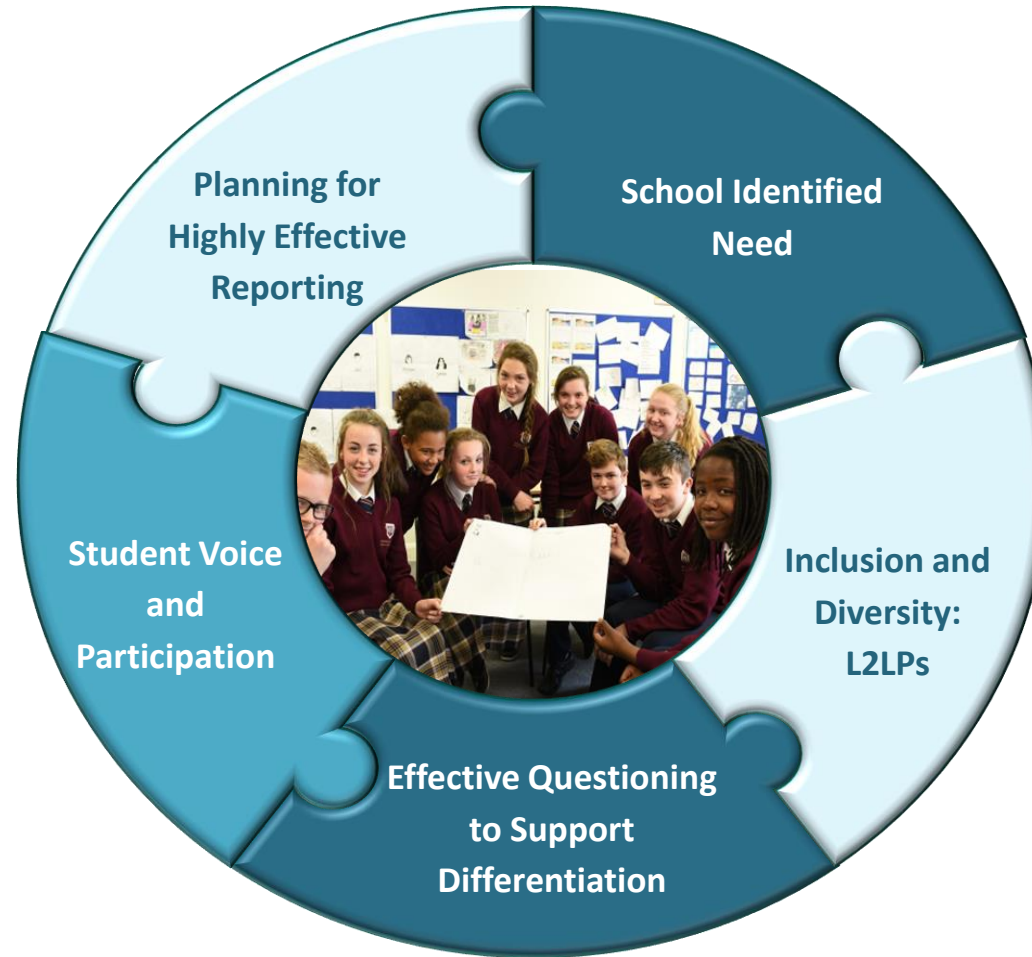 Planning for
Highly Effective
Reporting
School Identified
Need
Inclusion and
Diversity:
L2LPs
Effective Questioning
to Support
Differentiation
Student Voice
and
Participation